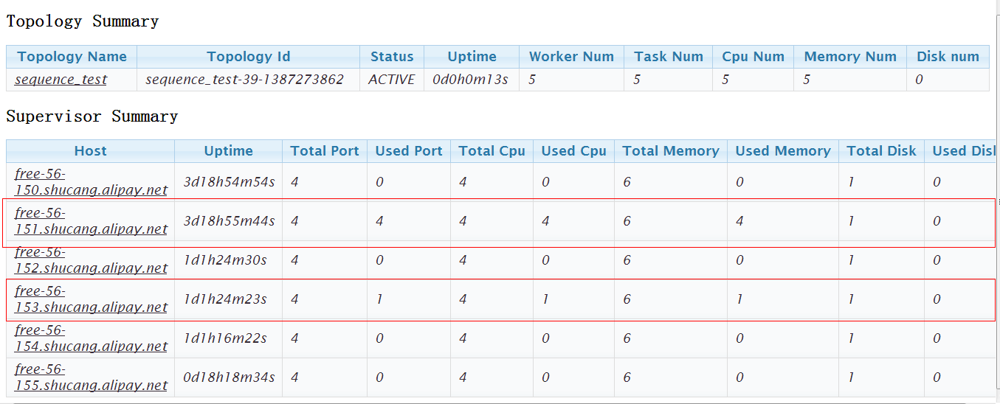 Topology Summary
Topology Name Topology Id Status Uptime Worker Num Task Num Cpu Num Memory Num Disk num
sequence_test sequence_test-39-1387273862 ACTIVE 0d0h0m13s 5 5 5 5 0
Supervisor Summary
Host Uptime Total Port Used Port Total Cpu Used Cpu Total Memory Used Memory Total Disk Used
free-56-
150.shucang.alipay.net 3d18h54m54s 4 0 4 0 6 0 1 0
free-56-
151.shucang.alipay.net 3d18h55m44s 4 4 4 4 6 4 1 0
free-56-
152.shucang.alipay.net 1d1h24m30s 4 0 4 0 6 0 1 0
free-56-
153.shucang.alipay.net 1d1h24m23s 4 1 4 1 6 1 1 0
free-56-
154.shucang.alipay.net 1d1h16m22s 4 0 4 0 6 0 1 0
free-56-
155.shucang.alipay.net 0d18h18m34s 4 0 4 0 6 0 1 0